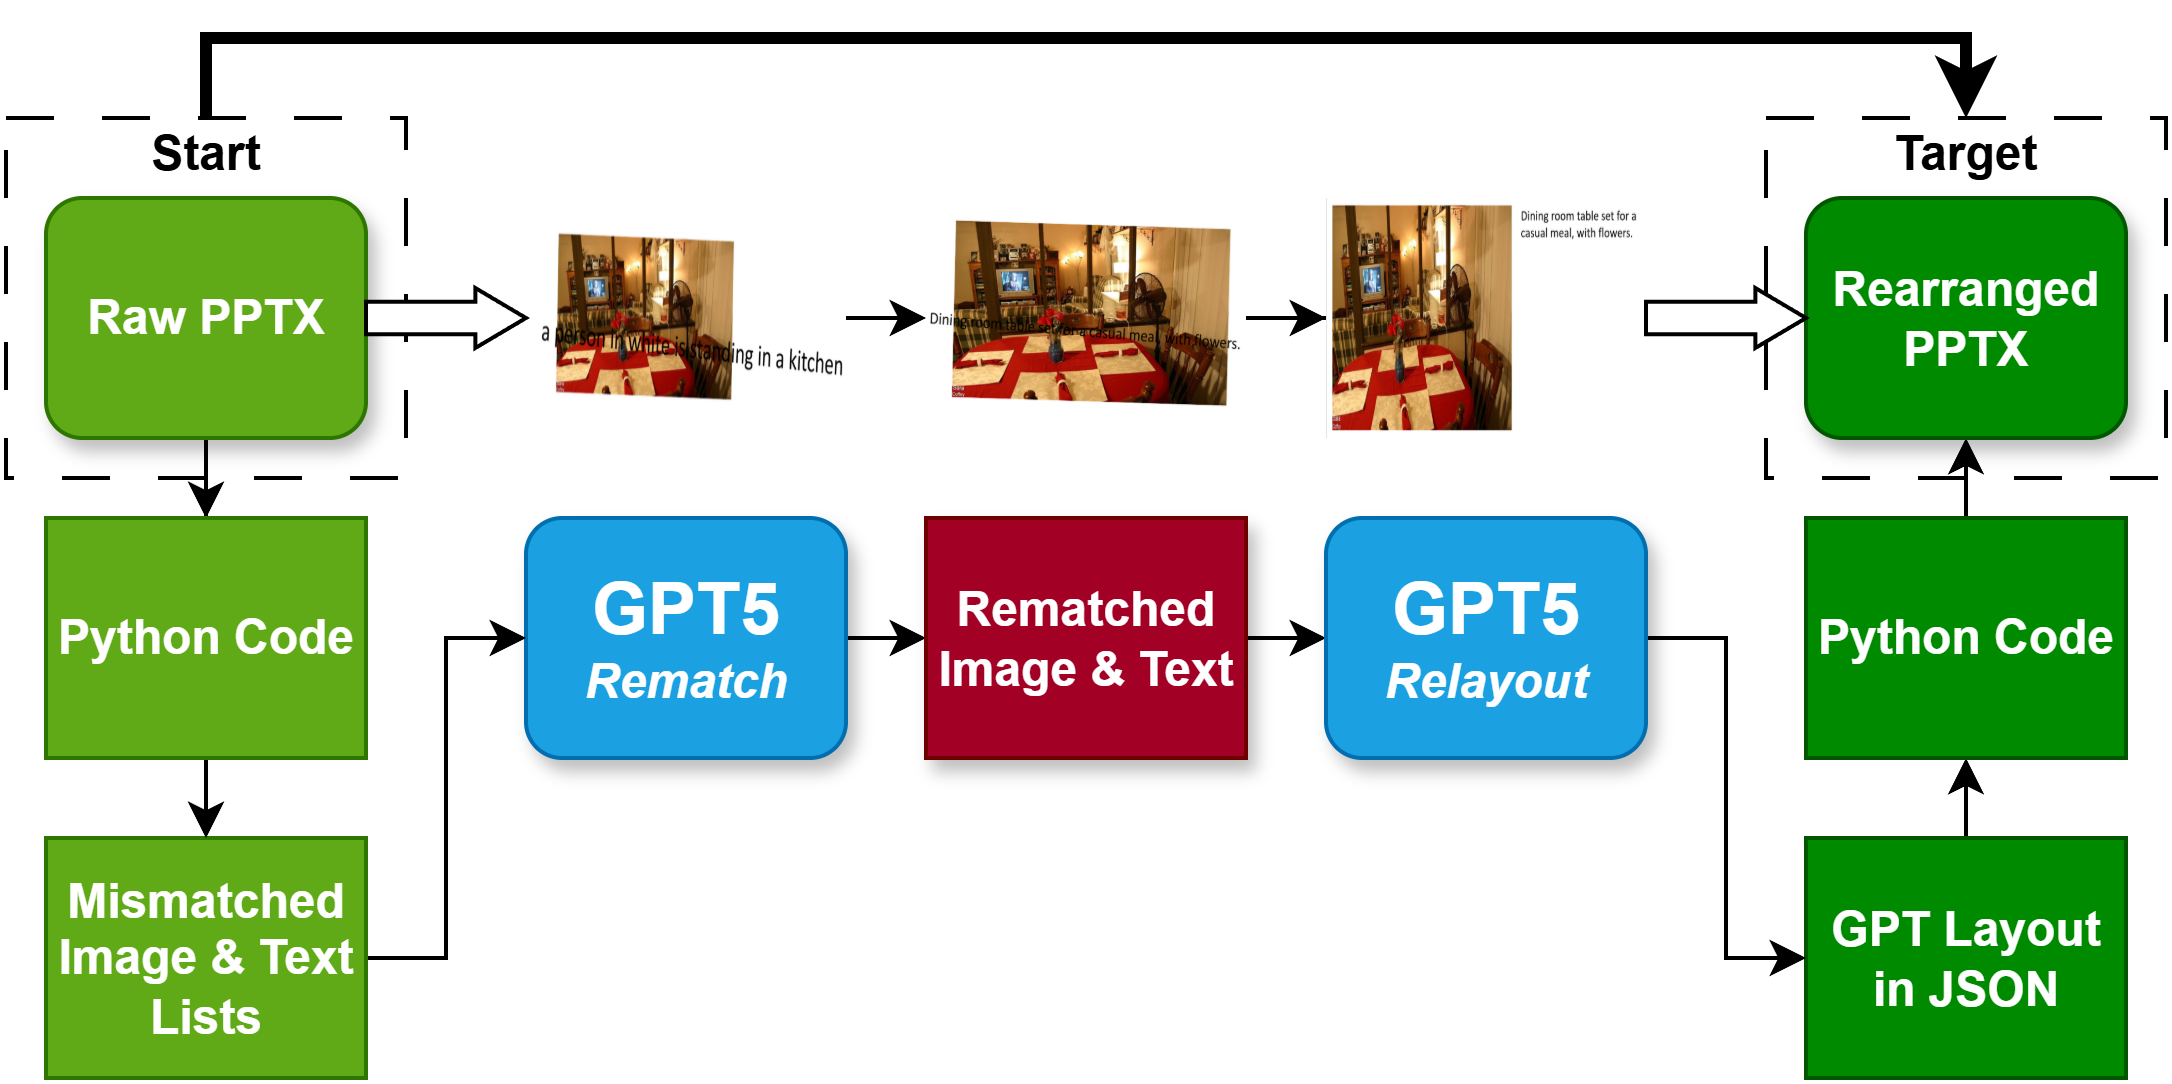 Start
Target
Raw PPTX
a person in white is standing in a kitchen
Dining room table set for a casual meal, with flowers.
Dining room table set for a
casual meal, with flowers.
Rearranged
PPTX
Python Code
GPT5
Rematch
Rematched
Image & Text
GPT5
Relayout
Python Code
Mismatched
Image & Text
Lists
GPT Layout
in JSON